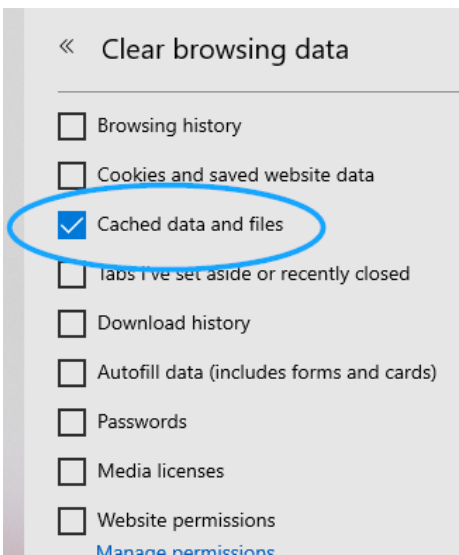 « Clear browsing data
Browsing history
Cookies and saved website data
Cached data and files
Tabs I've set aside or recently closed
Download history
Autofill data (includes forms and cards)
Passwords
Media licenses
Website permissions
Manage permissions